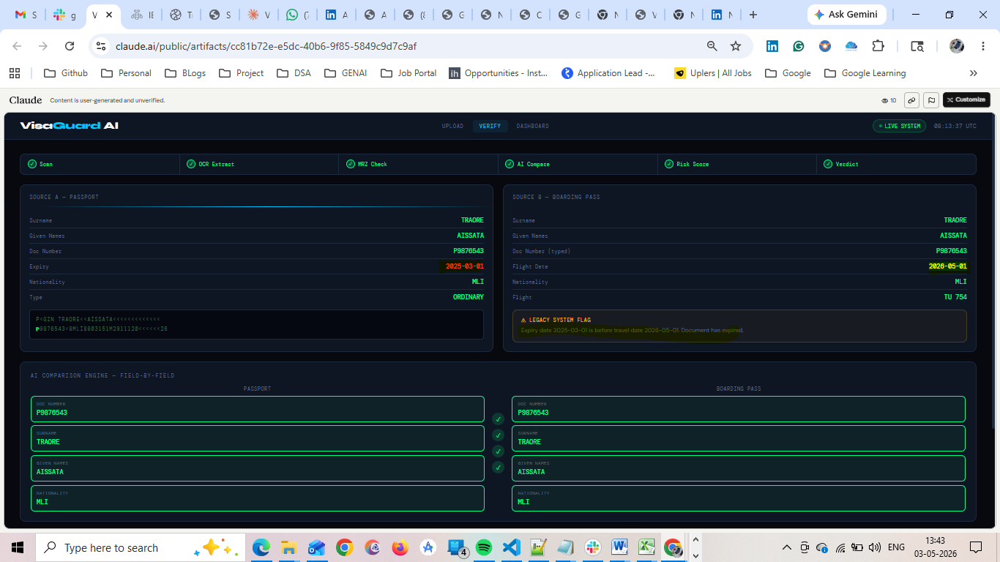 S
g
V
IE
Ti
S
V
(7
A
A
(8
G
N
C
G
N
V
N
N
Ask Gemini
claude.ai/public/artifacts/cc81b72e-e5dc-40b6-9f85-5849c9d7c9af
Github
Personal
BLogs
Project
DSA
GENAI
Job Portal
ih Opportunities - Inst...
Application Lead -...
Uplers | All Jobs
Google
Google Learning
Claude
Content is user-generated and unverified.
10
Customize
VisaGuard AI
UPLOAD
VERIFY
DASHBOARD
LIVE SYSTEM
08:13:37 UTC
Scan
OCR Extract
MRZ Check
AI Compare
Risk Score
Verdict
SOURCE A — PASSPORT
Surname TRAORE
Given Names AISSATA
Doc Number P9876543
Expiry 2025-03-01
Nationality MLI
Type ORDINARY
P<GIN TRAORE<<AISSATA<<<<<<<<<<<<<
SOURCE B — BOARDING PASS
Surname TRAORE
Given Names AISSATA
Doc Number (typed) P9876543
Flight Date 2026-05-01
Nationality MLI
Flight TU 754
⚠ LEGACY SYSTEM FLAG
Expiry date 2025-03-01 is before travel date 2026-05-01. Document has expired.
AI COMPARISON ENGINE — FIELD-BY-FIELD
PASSPORT
DOC NUMBER
P9876543
SURNAME
TRAORE
GIVEN NAMES
AISSATA
NATIONALITY
MLI
BOARDING PASS
DOC NUMBER
P9876543
SURNAME
TRAORE
GIVEN NAMES
AISSATA
NATIONALITY
MLI
Type here to search
4
ENG
13:43
03-05-2026